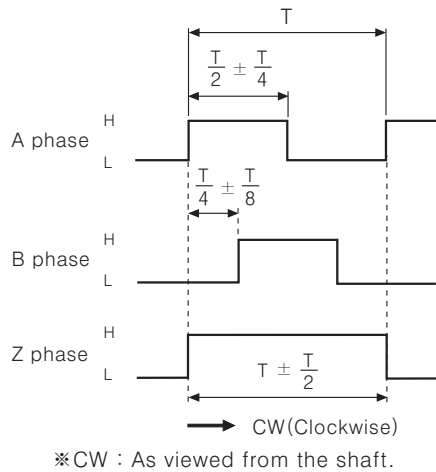 T
T/2 ± T/4
H
A phase
L
T/4 ± T/8
H
B phase
L
H
Z phase
L
T ± T/2
CW(Clockwise)
※CW : As viewed from the shaft.